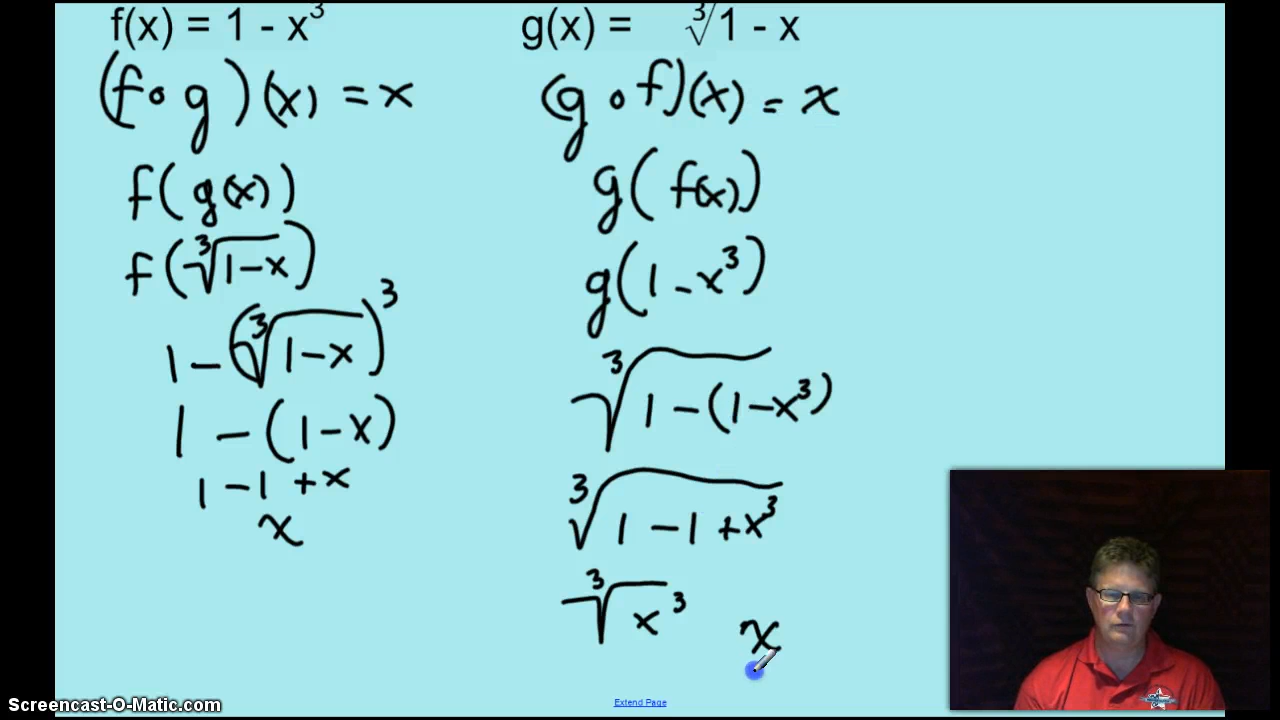 f(x) = 1 - x³
(f∘g)(x) = x
f(g(x))
f(∛(1-x))
1 - (∛(1-x))³
1 - (1-x)
1 - 1 + x
x
g(x) = ∛1 - x
(g∘f)(x) = x
g(f(x))
g(1-x³)
∛(1-(1-x³))
∛(1-1+x³)
∛x³ x
Extend Page
Screencast-O-Matic.com